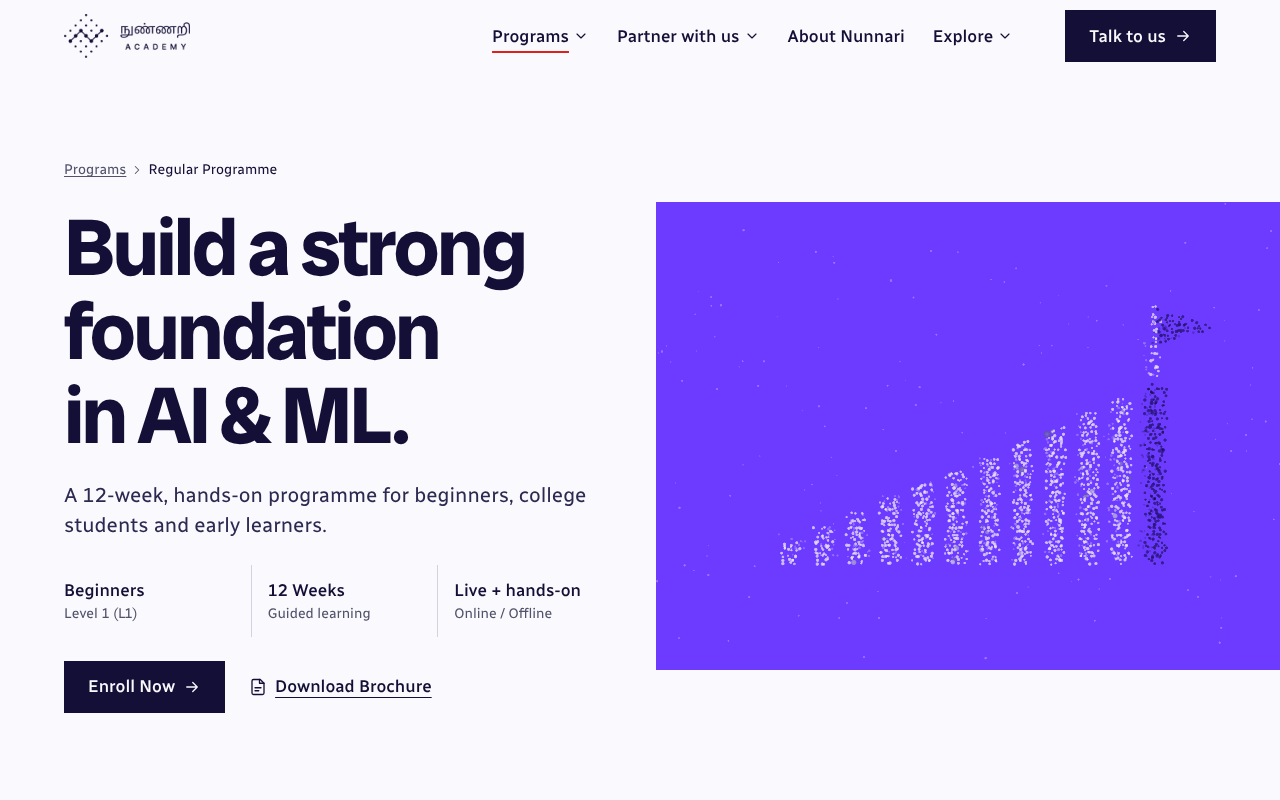 நுண்ணறி
ACADEMY
Programs
Partner with us
About Nunnari
Explore
Talk to us
Programs > Regular Programme
Build a strong
foundation
in AI & ML.
A 12-week, hands-on programme for beginners, college
students and early learners.
Beginners
Level 1 (L1)
12 Weeks
Guided learning
Live + hands-on
Online / Offline
Enroll Now
Download Brochure